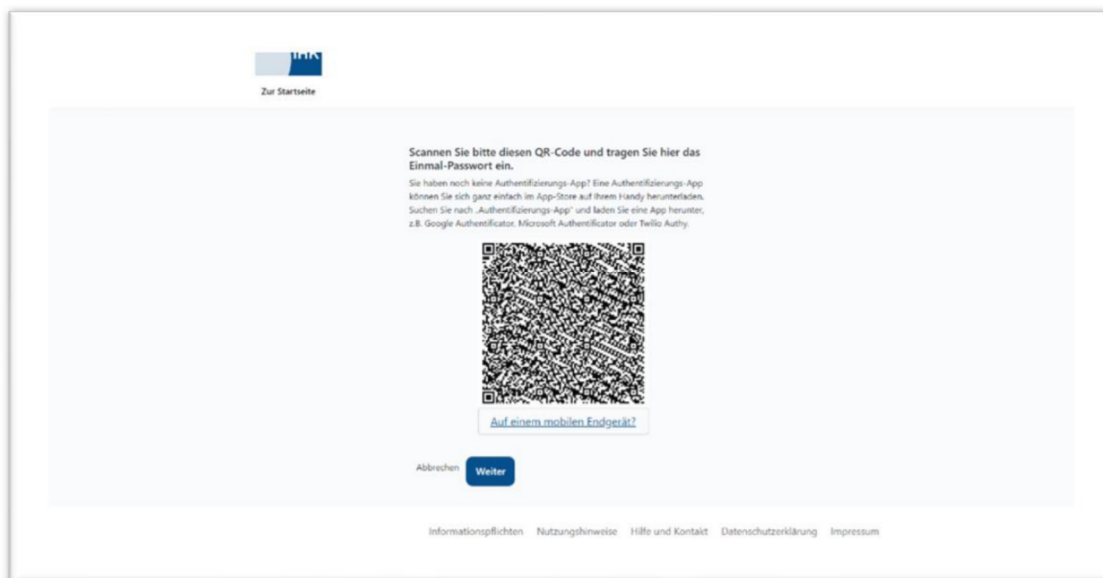 IHK
Zur Startseite
Scannen Sie bitte diesen QR-Code und tragen Sie hier das
Einmal-Passwort ein.
Sie haben noch keine Authentifizierungs-App? Eine Authentifizierungs-App
können Sie sich ganz einfach im App-Store auf Ihrem Handy herunterladen.
Suchen Sie nach „Authentifizierungs-App" und laden Sie eine App herunter,
z.B. Google Authentificator, Microsoft Authentificator oder Twilio Authy.
Auf einem mobilen Endgerät?
Abbrechen Weiter
Informationspflichten Nutzungshinweise Hilfe und Kontakt Datenschutzerklärung Impressum